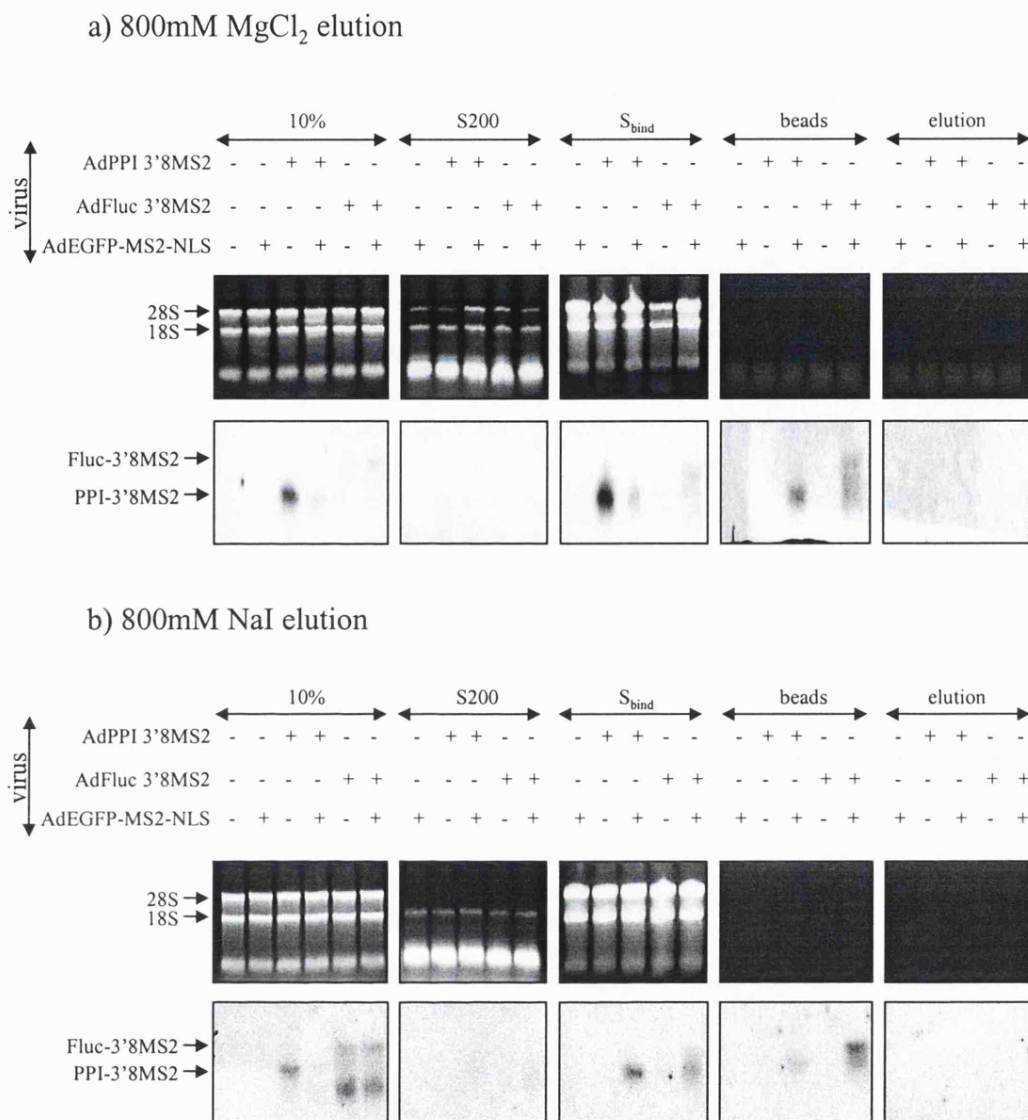 a) 800mM MgCl₂ elution
10% S200 S_bind beads elution
virus
AdPPI 3'8MS2 - - + + - - - + + - - - + + - - - + + - - - + + - -
AdFluc 3'8MS2 - - - - + + - - - + + - - - + + - - - + + - - - + +
AdEGFP-MS2-NLS - + - + - + + - + - + + - + - + + - + - + + - + - +
28S
18S
Fluc-3'8MS2
PPI-3'8MS2
b) 800mM NaI elution
10% S200 S_bind beads elution
virus
AdPPI 3'8MS2 - - + + - - - + + - - - + + - - - + + - - - + + - -
AdFluc 3'8MS2 - - - - + + - - - + + - - - + + - - - + + - - - + +
AdEGFP-MS2-NLS - + - + - + + - + - + + - + - + + - + - + + - + - +
28S
18S
Fluc-3'8MS2
PPI-3'8MS2